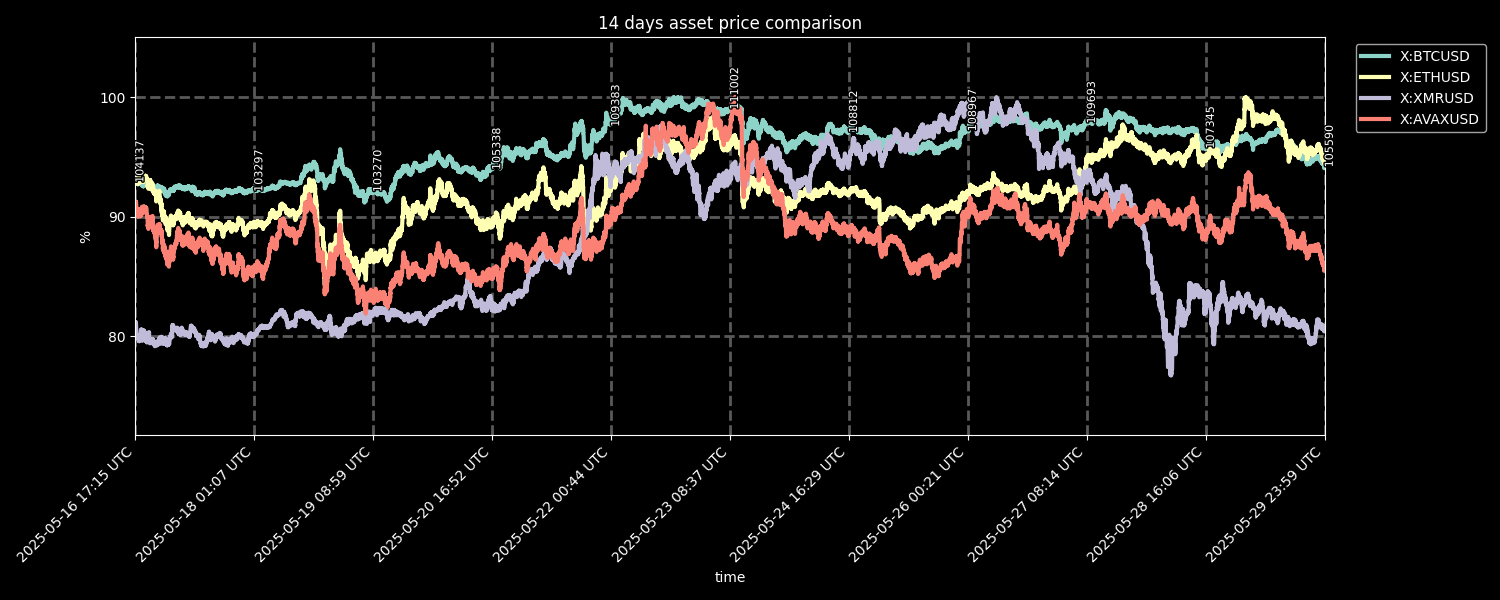 14 days asset price comparison
X:BTCUSD
X:ETHUSD
X:XMRUSD
X:AVAXUSD
100
90
80
%
104137
103297
103270
105338
109383
111002
108812
108967
109693
107345
105590
2025-05-16 17:15 UTC
2025-05-18 01:07 UTC
2025-05-19 08:59 UTC
2025-05-20 16:52 UTC
2025-05-22 00:44 UTC
2025-05-23 08:37 UTC
2025-05-24 16:29 UTC
2025-05-26 00:21 UTC
2025-05-27 08:14 UTC
2025-05-28 16:06 UTC
2025-05-29 23:59 UTC
time